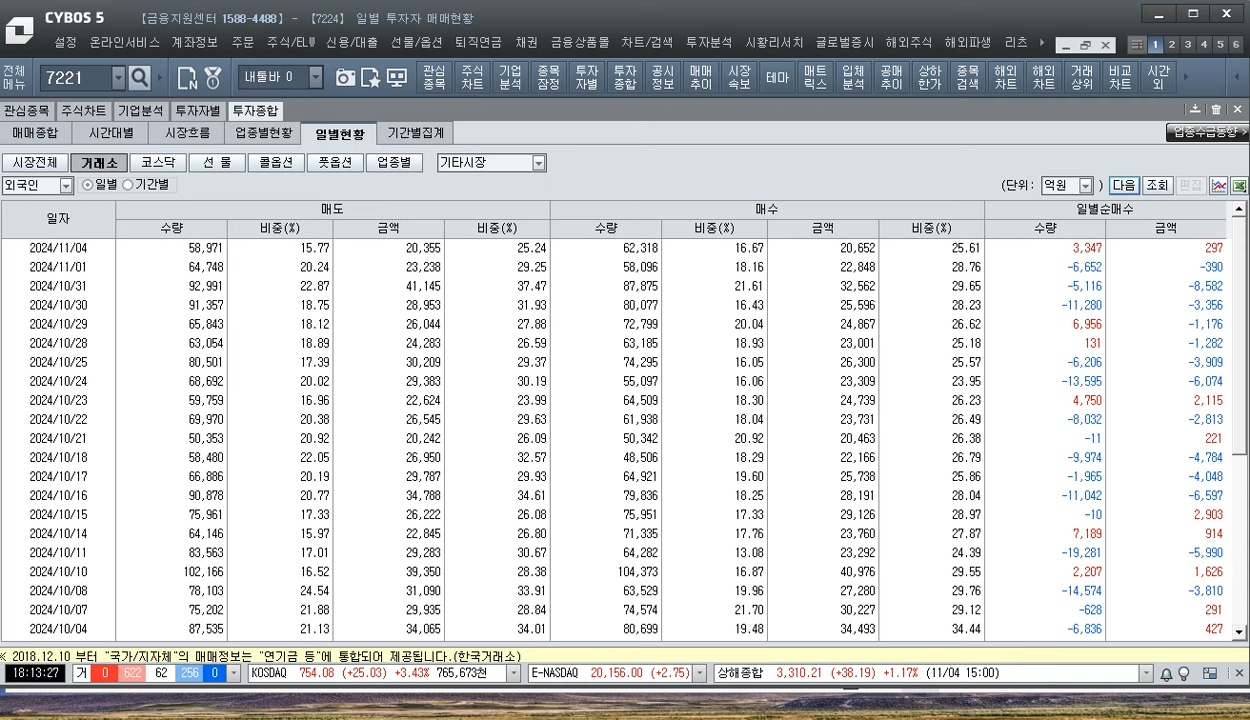 CYBOS 5 【금융지원센터 1588-4488】 - 【7224】 일별 투자자 매매현황
설정 온라인서비스 계좌정보 주문 주식/ELW 신용/대출 선물/옵션 퇴직연금 채권 금융상품몰 차트/검색 투자분석 시황리서치 글로벌증시 해외주식 해외파생 리츠 1 2 3 4 5 6
전체메뉴 7221 내툴바 0 관심종목 주식차트 기업분석 종목잠정 투자자별 투자종합 공시정보 매매추이 시장속보 테마 매트릭스 입체분석 공매추이 상하한가 종목검색 해외차트 해외차트 거래상위 비교차트 시간외
관심종목 주식차트 기업분석 투자자별 투자종합
매매종합 시간대별 시장흐름 업종별현황 일별현황 기간별집계 업종수급동향
시장전체 거래소 코스닥 선 물 콜옵션 풋옵션 업종별 기타시장
외국인 일별 기간별 (단위: 억원 ) 다음 조회 편집
일자 매도 매수 일별순매수
수량 비중(%) 금액 비중(%) 수량 비중(%) 금액 비중(%) 수량 금액
2024/11/04 58,971 15.77 20,355 25.24 62,318 16.67 20,652 25.61 3,347 297
2024/11/01 64,748 20.24 23,238 29.25 58,096 18.16 22,848 28.76 -6,652 -390
2024/10/31 92,991 22.87 41,145 37.47 87,875 21.61 32,562 29.65 -5,116 -8,582
2024/10/30 91,357 18.75 28,953 31.93 80,077 16.43 25,596 28.23 -11,280 -3,356
2024/10/29 65,843 18.12 26,044 27.88 72,799 20.04 24,867 26.62 6,956 -1,176
2024/10/28 63,054 18.89 24,283 26.59 63,185 18.93 23,001 25.18 131 -1,282
2024/10/25 80,501 17.39 30,209 29.37 74,295 16.05 26,300 25.57 -6,206 -3,909
2024/10/24 68,692 20.02 29,383 30.19 55,097 16.06 23,309 23.95 -13,595 -6,074
2024/10/23 59,759 16.96 22,624 23.99 64,509 18.30 24,739 26.23 4,750 2,115
2024/10/22 69,970 20.38 26,545 29.63 61,938 18.04 23,731 26.49 -8,032 -2,813
2024/10/21 50,353 20.92 20,242 26.09 50,342 20.92 20,463 26.38 -11 221
2024/10/18 58,480 22.05 26,950 32.57 48,506 18.29 22,166 26.79 -9,974 -4,784
2024/10/17 66,886 20.19 29,787 29.93 64,921 19.60 25,738 25.86 -1,965 -4,048
2024/10/16 90,878 20.77 34,788 34.61 79,836 18.25 28,191 28.04 -11,042 -6,597
2024/10/15 75,961 17.33 26,222 26.08 75,951 17.33 29,126 28.97 -10 2,903
2024/10/14 64,146 15.97 22,845 26.80 71,335 17.76 23,760 27.87 7,189 914
2024/10/11 83,563 17.01 29,283 30.67 64,282 13.08 23,292 24.39 -19,281 -5,990
2024/10/10 102,166 16.52 39,350 28.38 104,373 16.87 40,976 29.55 2,207 1,626
2024/10/08 78,103 24.54 31,090 33.91 63,529 19.96 27,280 29.76 -14,574 -3,810
2024/10/07 75,202 21.88 29,935 28.84 74,574 21.70 30,227 29.12 -628 291
2024/10/04 87,535 21.13 34,065 34.01 80,699 19.48 34,493 34.44 -6,836 427
※ 2018.12.10 부터 "국가/지자체"의 매매정보는 "연기금 등"에 통합되어 제공됩니다.(한국거래소)
18:13:27 거 0 622 62 256 0 KOSDAQ 754.08 (+25.03) +3.43% 765,673천 E-NASDAQ 20,156.00 (+2.75) 상해종합 3,310.21 (+38.19) +1.17% (11/04 15:00)